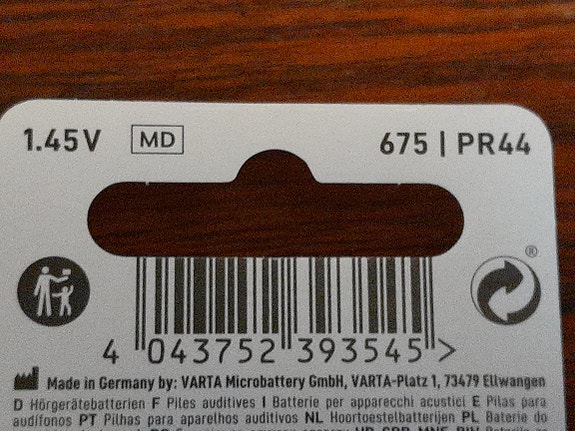 1.45V MD 675 | PR44
®
4 043752 393545 >
Made in Germany by: VARTA Microbattery GmbH, VARTA-Platz 1, 73479 Ellwangen
D Hörgerätebatterien F Piles auditives I Batterie per apparecchi acustici E Pilas para
audífonos PT Pilhas para aparelhos auditivos NL Hoortoestelbatterijen PL Baterie do